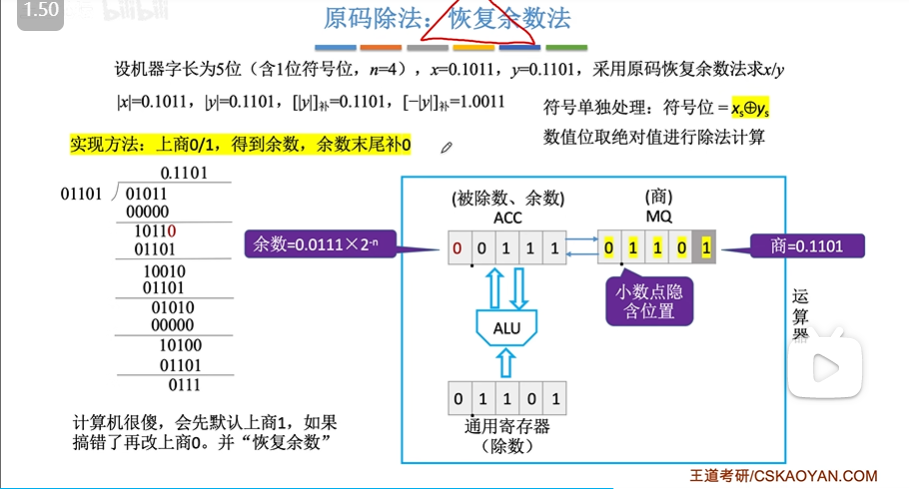 1.50
bilibili
原码除法：恢复余数法
设机器字长为5位（含1位符号位，n=4），x=0.1011，y=0.1101，采用原码恢复余数法求x/y
|x|=0.1011，|y|=0.1101，[|y|]补=0.1101，[−|y|]补=1.0011
符号单独处理：符号位 = xs⊕ys
数值位取绝对值进行除法计算
实现方法：上商0/1，得到余数，余数末尾补0
0.1101
01101 01011
00000
10110
01101
10010
01101
01010
00000
10100
01101
0111
计算机很傻，会先默认上商1，如果
搞错了再改上商0。并“恢复余数”
(被除数、余数)
ACC
(商)
MQ
余数=0.0111×2⁻ⁿ
0 0 1 1 1
0 1 1 0 1
商=0.1101
小数点隐
含位置
ALU
运
算
器
0 1 1 0 1
通用寄存器
（除数）
王道考研/CSKAOYAN.COM